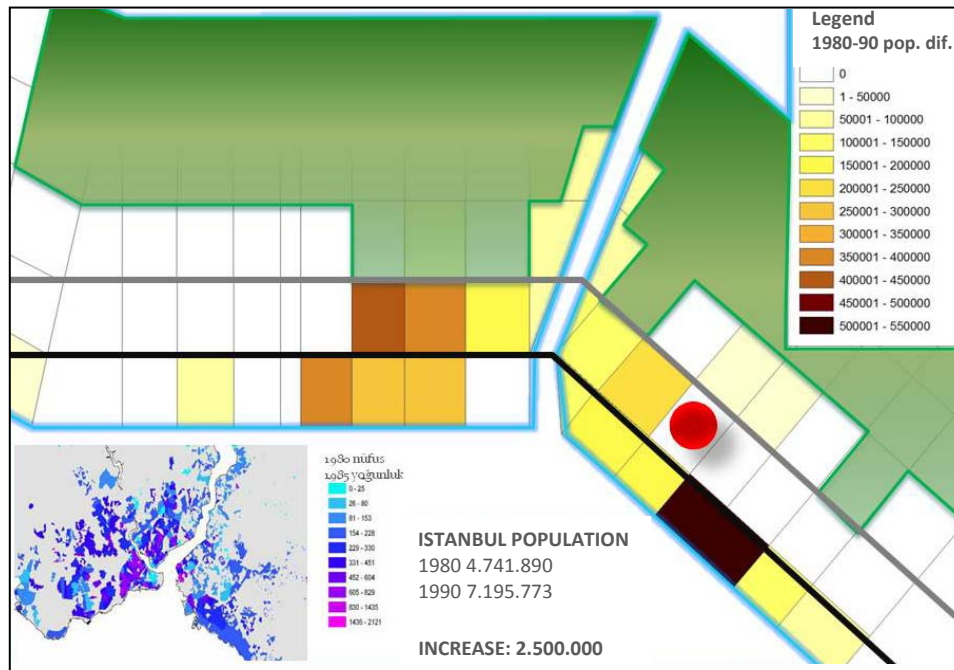 Legend
1980-90 pop. dif.
0
1 - 50000
50001 - 100000
100001 - 150000
150001 - 200000
200001 - 250000
250001 - 300000
300001 - 350000
350001 - 400000
400001 - 450000
450001 - 500000
500001 - 550000
1980 nüfus
1985 yoğunluk
0 - 25
26 - 80
81 - 153
154 - 228
229 - 330
331 - 451
452 - 604
605 - 829
830 - 1435
1436 - 2121
ISTANBUL POPULATION
1980 4.741.890
1990 7.195.773
INCREASE: 2.500.000